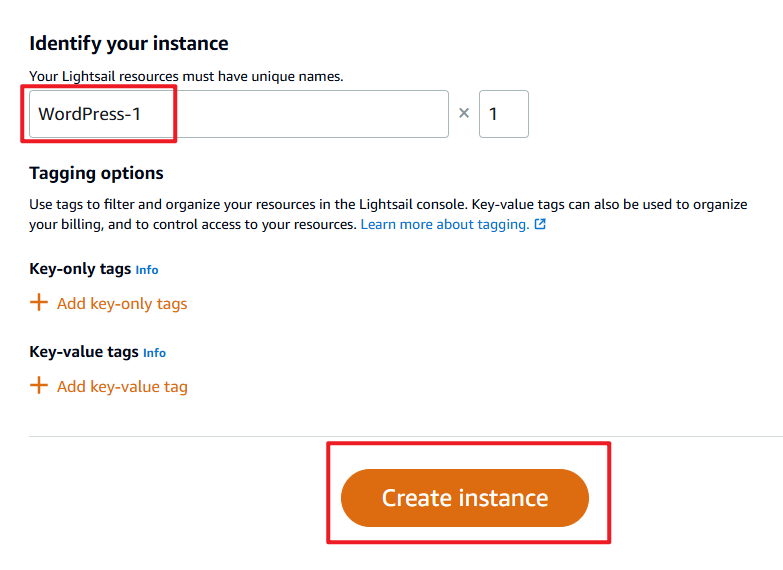 Identify your instance
Your Lightsail resources must have unique names.
WordPress-1 × 1
Tagging options
Use tags to filter and organize your resources in the Lightsail console. Key-value tags can also be used to organize
your billing, and to control access to your resources. Learn more about tagging.
Key-only tags Info
+ Add key-only tags
Key-value tags Info
+ Add key-value tag
Create instance